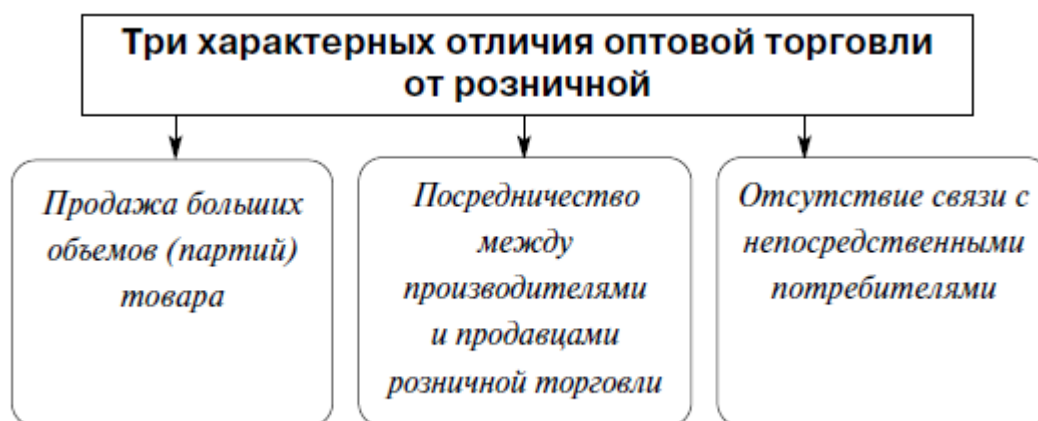 Три характерных отличия оптовой торговли
от розничной
Продажа больших
объемов (партий)
товара
Посредничество
между
производителями
и продавцами
розничной торговли
Отсутствие связи с
непосредственными
потребителями